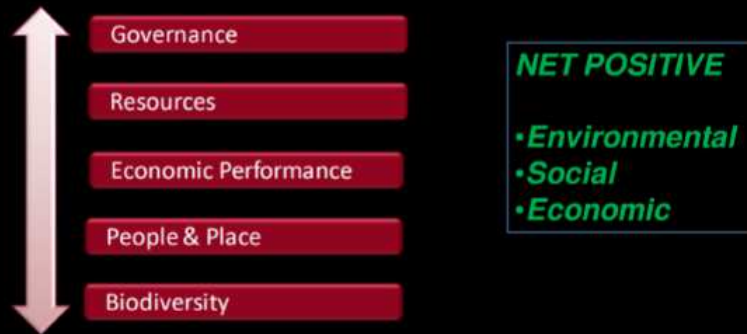 Governance
Resources
Economic Performance
People & Place
Biodiversity
NET POSITIVE
•Environmental
•Social
•Economic